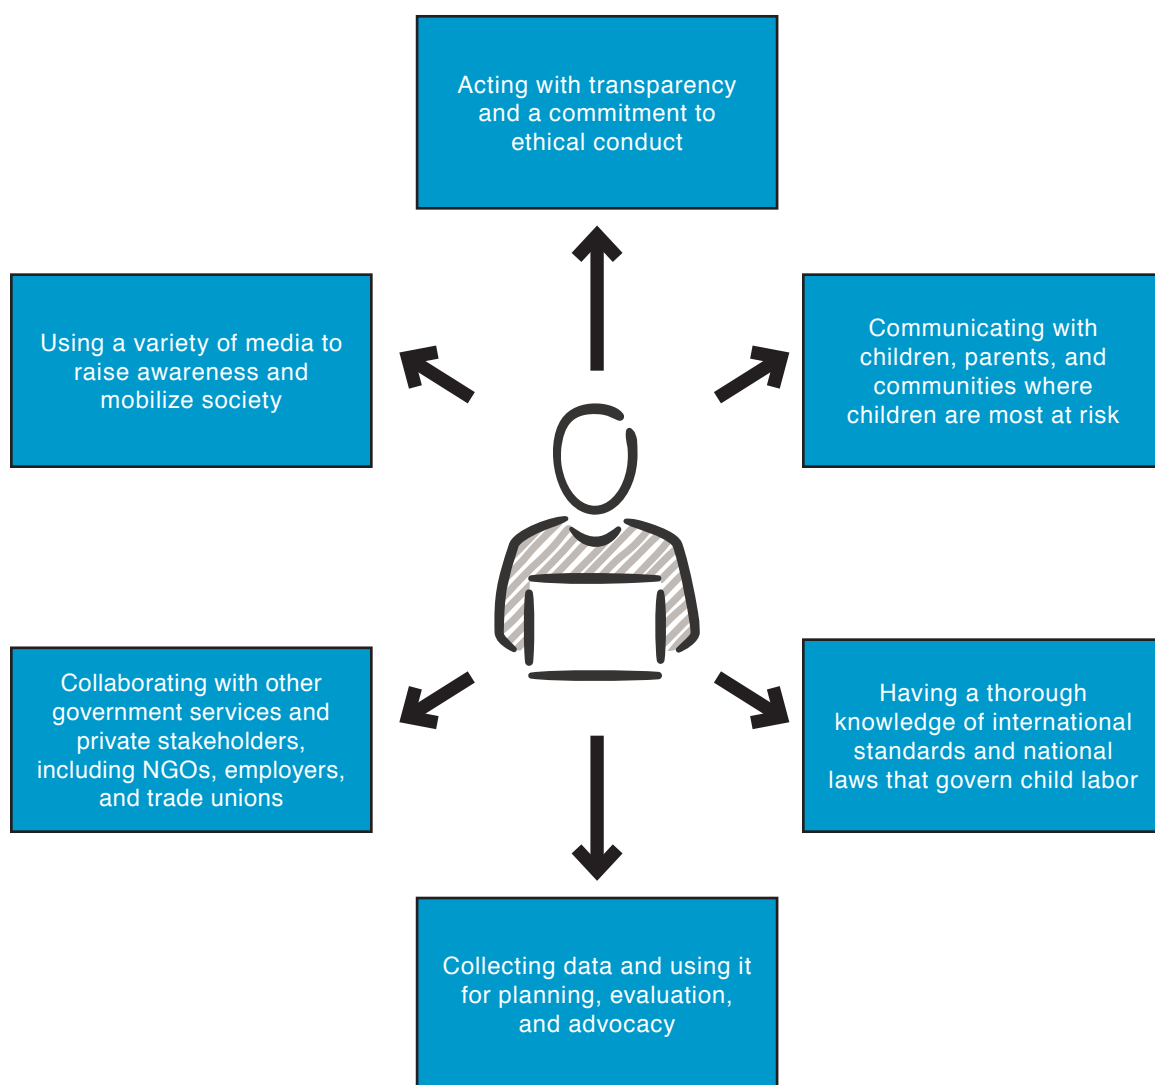 Acting with transparency
and a commitment to
ethical conduct
Using a variety of media to
raise awareness and
mobilize society
Communicating with
children, parents, and
communities where
children are most at risk
Collaborating with other
government services and
private stakeholders,
including NGOs, employers,
and trade unions
Having a thorough
knowledge of international
standards and national
laws that govern child labor
Collecting data and using it
for planning, evaluation,
and advocacy